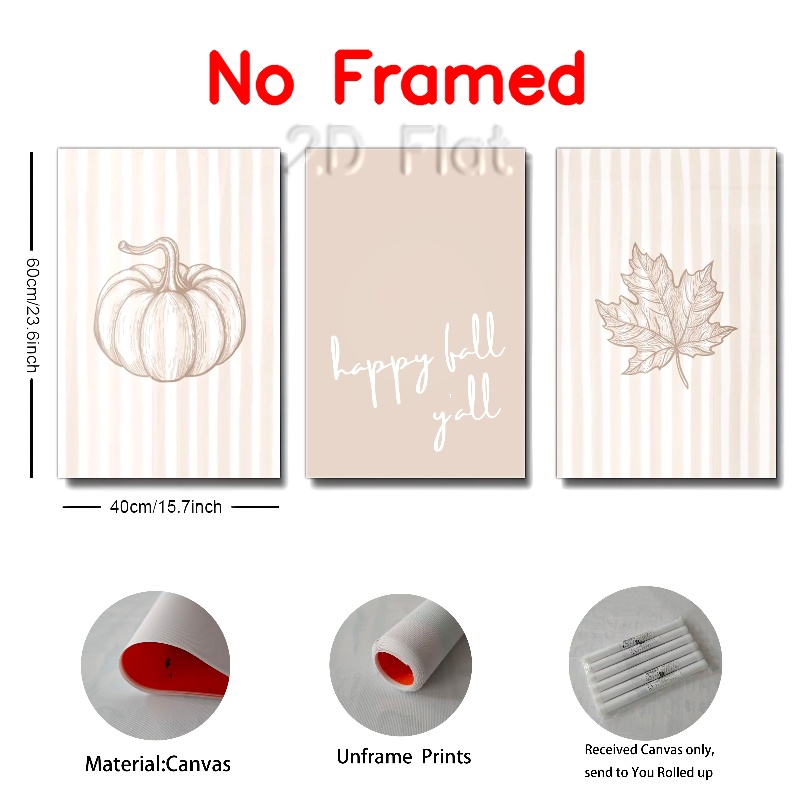 No Framed
2D Flat
60cm/23.6inch
happy fall
y'all
40cm/15.7inch
Material:Canvas
Unframe Prints
Received Canvas only,
send to You Rolled up